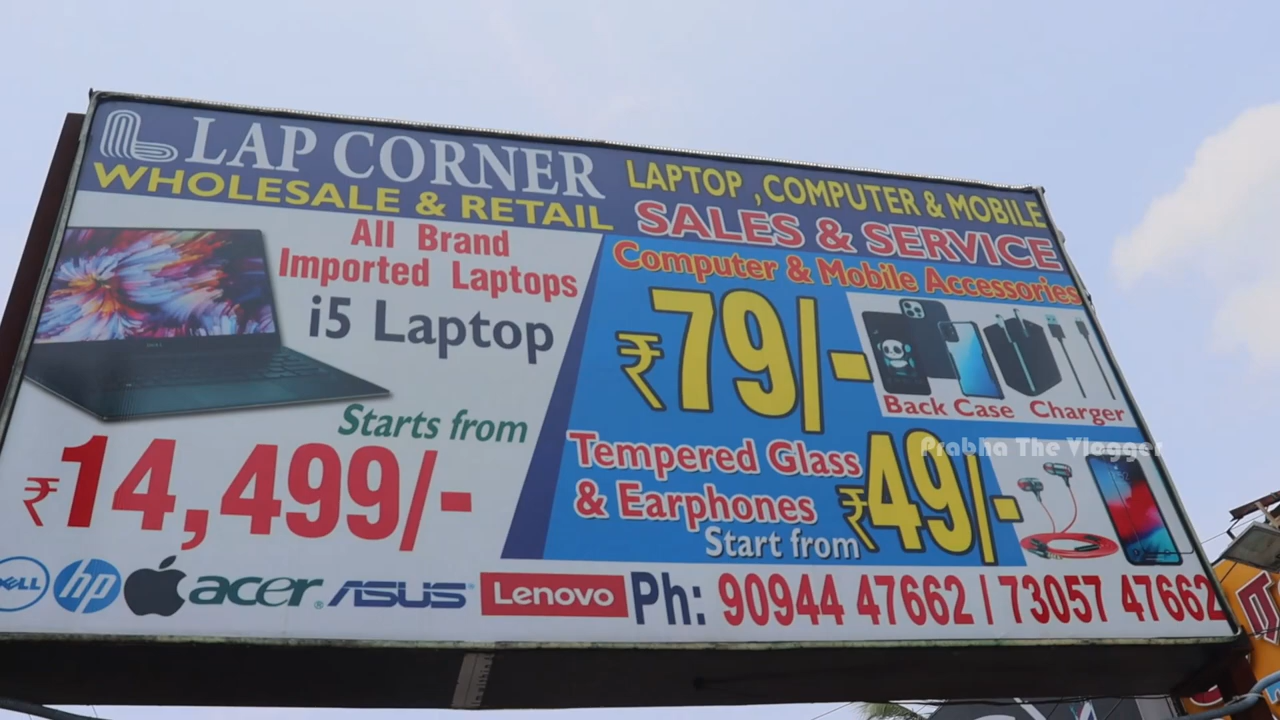 LAP CORNER
WHOLESALE & RETAIL
LAPTOP ,COMPUTER & MOBILE
SALES & SERVICE
All Brand
Imported Laptops
i5 Laptop
Starts from
₹14,499/-
Computer & Mobile Accessories
₹79/-
Back Case Charger
Tempered Glass
& Earphones
Start from
₹49/-
Prabha The Vlogger
DELL hp acer ASUS Lenovo
Ph: 90944 47662 | 73057 47662